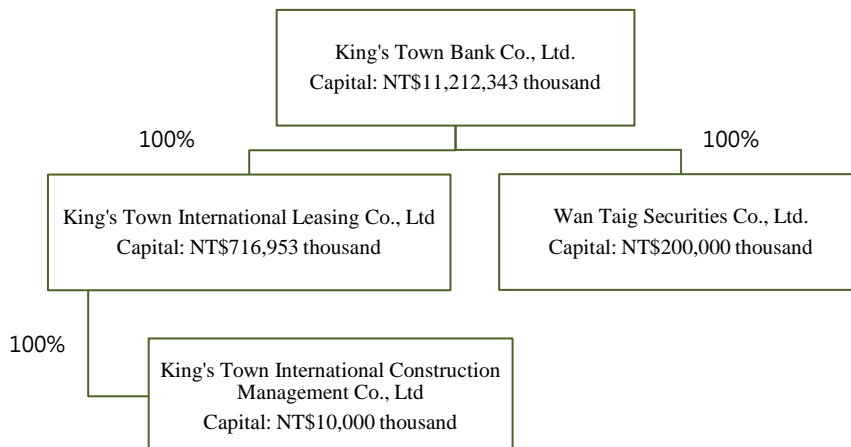 King's Town Bank Co., Ltd.
Capital: NT$11,212,343 thousand
100%
100%
King's Town International Leasing Co., Ltd
Capital: NT$716,953 thousand
Wan Taig Securities Co., Ltd.
Capital: NT$200,000 thousand
100%
King's Town International Construction
Management Co., Ltd
Capital: NT$10,000 thousand